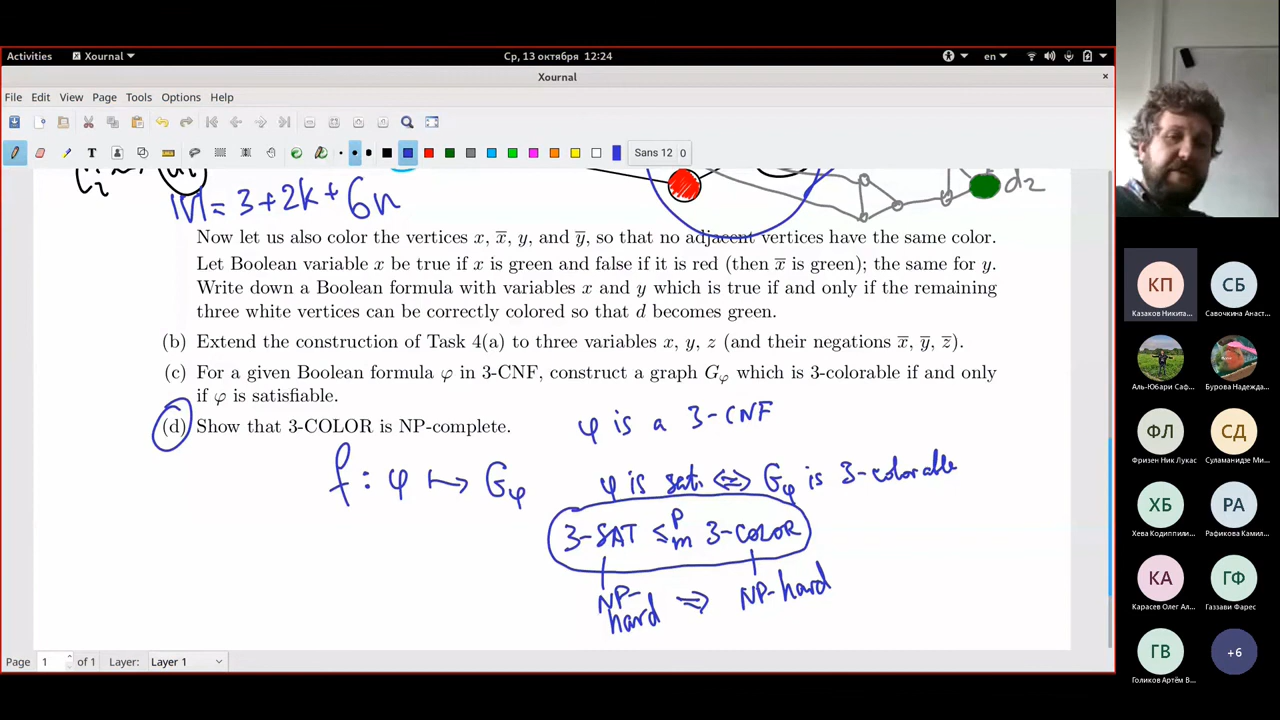 Activities Xournal Ср, 13 октября 12:24 en
Xournal
File Edit View Page Tools Options Help
Sans 12 0
d2
m = 3 + 2k + 6n
Now let us also color the vertices x, x̅, y, and y̅, so that no adjacent vertices have the same color.
Let Boolean variable x be true if x is green and false if it is red (then x̅ is green); the same for y.
Write down a Boolean formula with variables x and y which is true if and only if the remaining
three white vertices can be correctly colored so that d becomes green.
(b) Extend the construction of Task 4(a) to three variables x, y, z (and their negations x̅, y̅, z̅).
(c) For a given Boolean formula φ in 3-CNF, construct a graph Gφ which is 3-colorable if and only
if φ is satisfiable.
(d) Show that 3-COLOR is NP-complete.
φ is a 3-CNF
f : φ ↦ Gφ
φ is sat. ⇔ Gφ is 3-colorable
3-SAT ≤ᵖₘ 3-COLOR
NP-hard ⇒ NP-hard
Page 1 of 1 Layer: Layer 1
КП
Казаков Никита...
СБ
Савочкина Анаст...
Аль-Юбари Саф...
Бурова Надежда...
ФЛ
Фризен Ник Лукас
СД
Суламанидзе Ми...
ХБ
Хева Кодиппили...
РА
Рафикова Камил...
КА
Карасев Олег Ал...
ГФ
Газзави Фарес
ГВ
Голиков Артём В...
+6